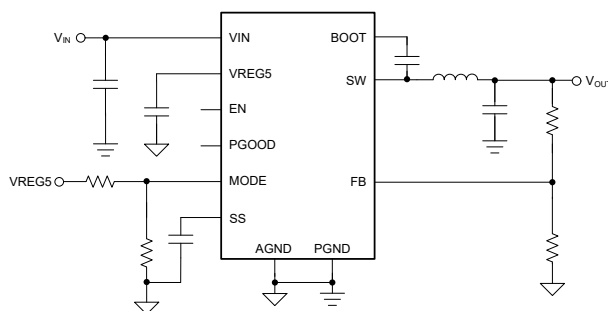 VIN
VIN
BOOT
VREG5
SW
VOUT
EN
PGOOD
VREG5
MODE
FB
SS
AGND
PGND